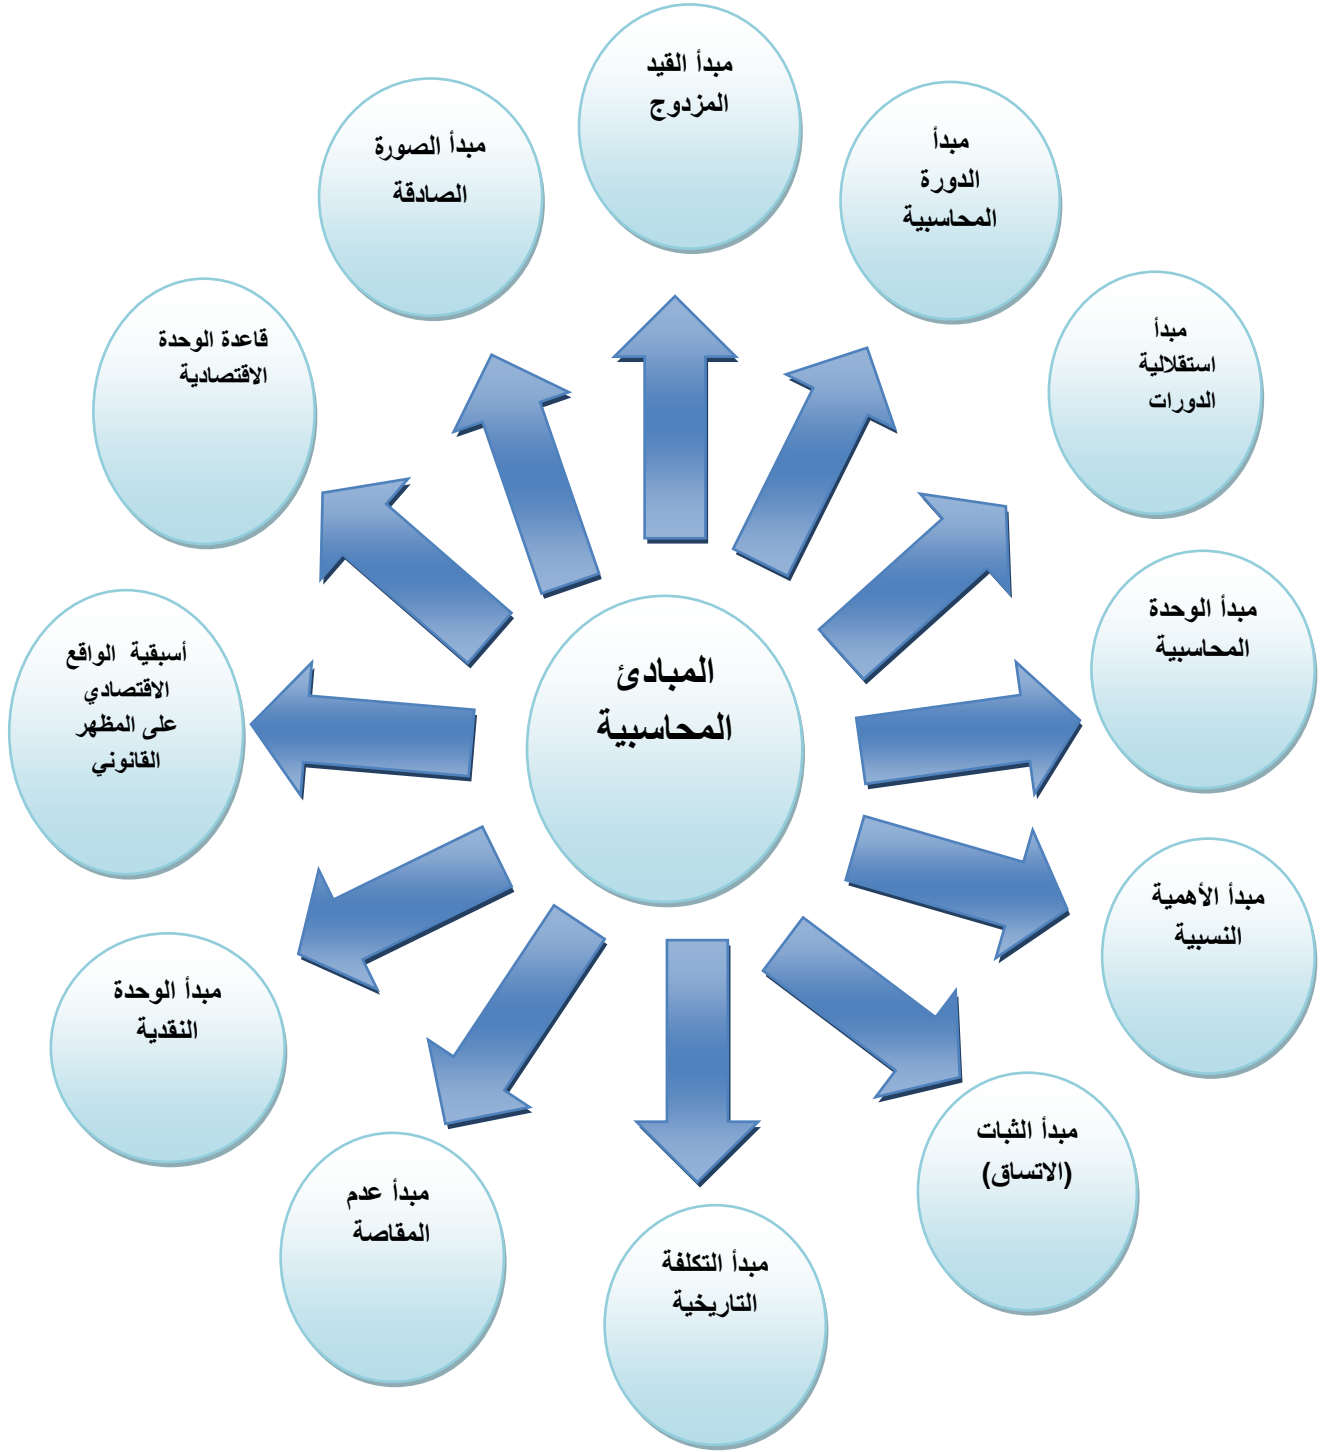 المبادئ
المحاسبية
مبدأ القيد
المزدوج
مبدأ
الدورة
المحاسبية
مبدأ
استقلالية
الدورات
مبدأ الوحدة
المحاسبية
مبدأ الأهمية
النسبية
مبدأ الثبات
(الاتساق)
مبدأ التكلفة
التاريخية
مبدأ عدم
المقاصة
مبدأ الوحدة
النقدية
أسبقية الواقع
الاقتصادي
على المظهر
القانوني
قاعدة الوحدة
الاقتصادية
مبدأ الصورة
الصادقة